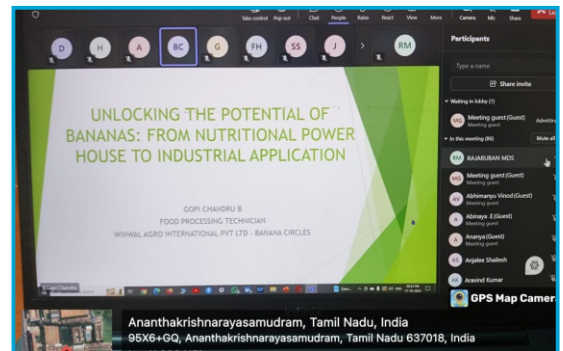 Take control Pop out Chat People Raise React View More Camera Mic Share
D H A BC G FH SS J RM
Participants
Type a name
Share invite
Waiting in lobby (1)
MG Meeting guest (Guest)
Meeting guest
In this meeting (86) Mute all
RM RAJARUBAN MDS
MG Meeting guest (Guest)
Meeting guest
AV Abhimanyu Vinod (Guest)
Meeting guest
A Abinaya .E (Guest)
Meeting guest
A Ananya (Guest)
Meeting guest
AS Anjalee Shailesh
AK Aravind Kumar
UNLOCKING THE POTENTIAL OF
BANANAS: FROM NUTRITIONAL POWER
HOUSE TO INDUSTRIAL APPLICATION
GOPI CHANDRU B
FOOD PROCESSING TECHNICIAN
WINWAL AGRO INTERNATIONAL PVT LTD - BANANA CIRCLES
Gopi Chandru
GPS Map Camer
Ananthakrishnarayasamudram, Tamil Nadu, India
95X6+GQ, Ananthakrishnarayasamudram, Tamil Nadu 637018, India